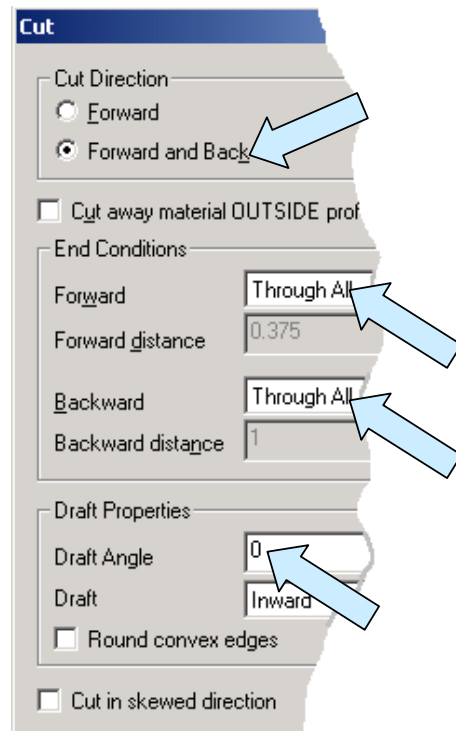 Cut
Cut Direction
Forward
Forward and Back
Cut away material OUTSIDE prof
End Conditions
Forward Through All
Forward distance 0.375
Backward Through All
Backward distance 1
Draft Properties
Draft Angle 0
Draft Inward
Round convex edges
Cut in skewed direction